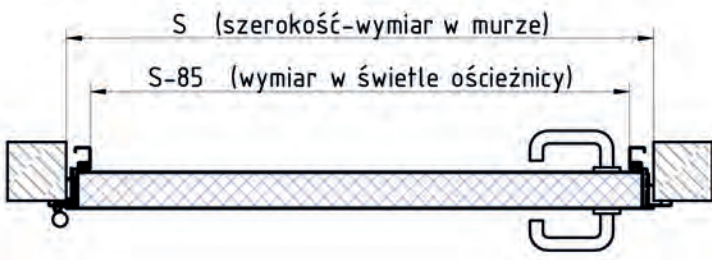 S (szerokość-wymiar w murze)
S-85 (wymiar w świetle ościeżnicy)